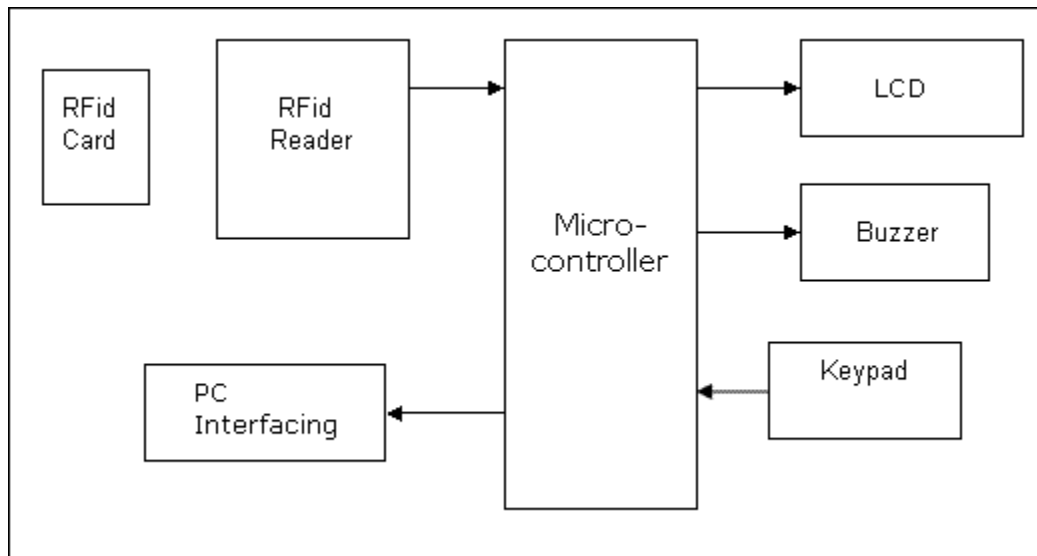 RFid
Card
RFid
Reader
Micro-
controller
LCD
Buzzer
Keypad
PC
Interfacing